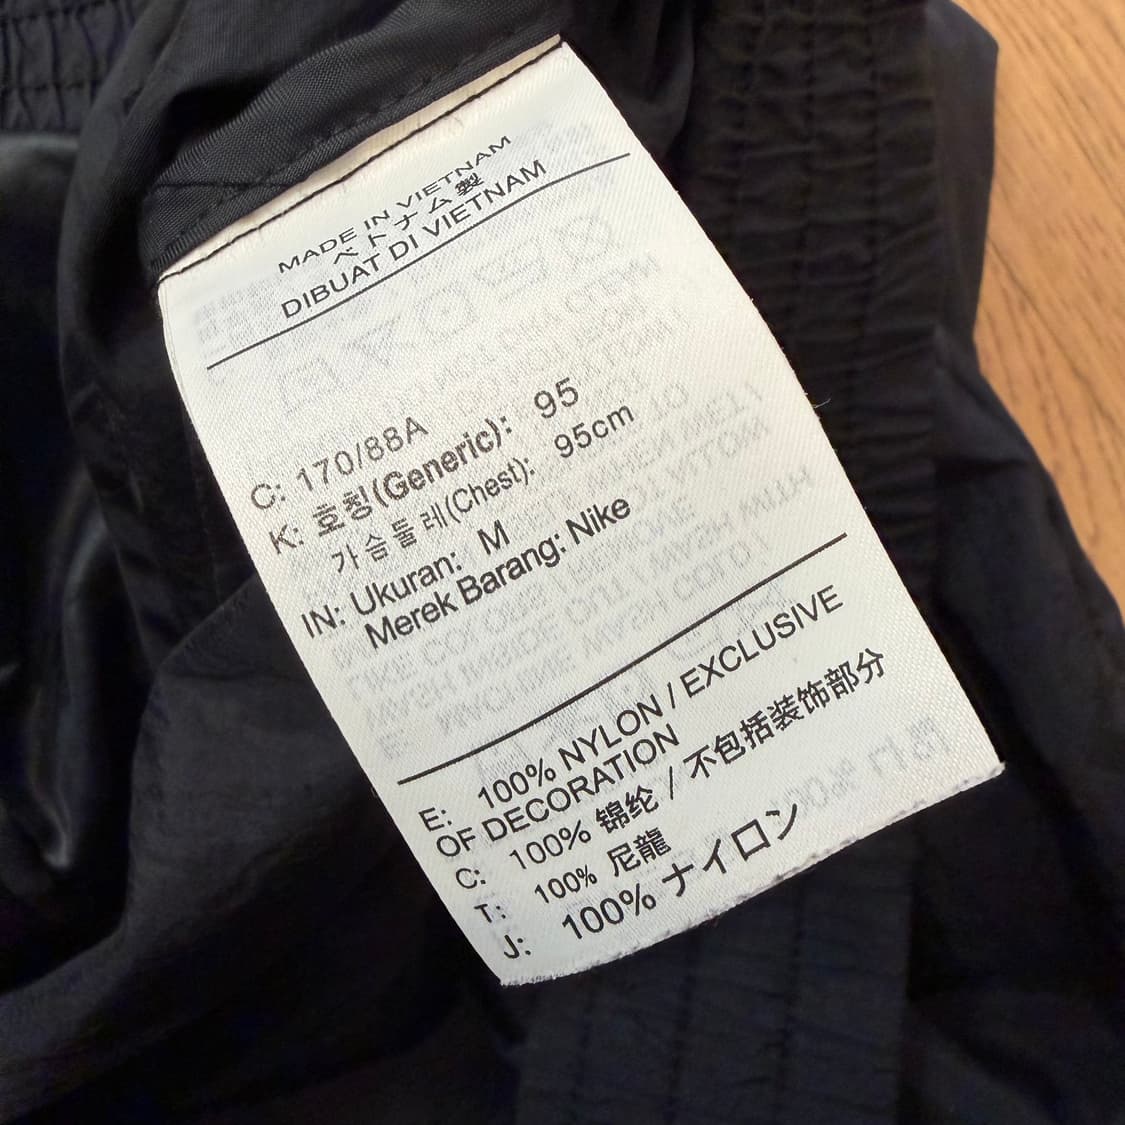 MADE IN VIETNAM
ベトナム製
DIBUAT DI VIETNAM
C: 170/88A
K: 호칭(Generic): 95
가슴둘레(Chest): 95cm
IN: Ukuran: M
Merek Barang: Nike
E: 100% NYLON / EXCLUSIVE
OF DECORATION
C: 100% 锦纶 / 不包括装饰部分
T: 100% 尼龍
J: 100% ナイロン